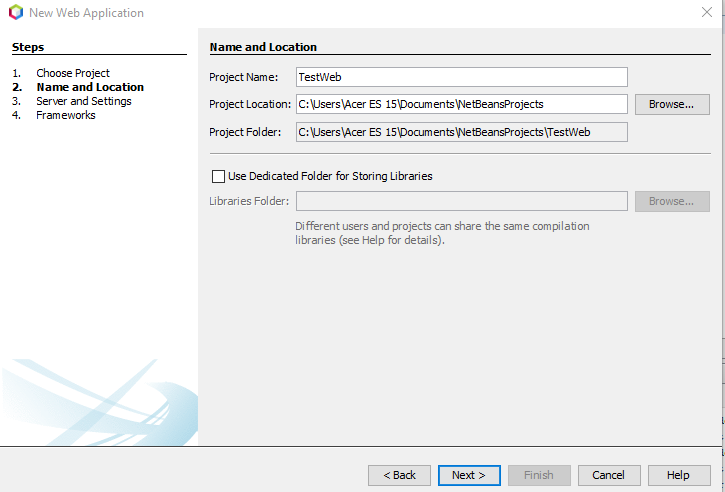 New Web Application
Steps
1. Choose Project
2. Name and Location
3. Server and Settings
4. Frameworks
Name and Location
Project Name: TestWeb
Project Location: C:\Users\Acer ES 15\Documents\NetBeansProjects Browse...
Project Folder: C:\Users\Acer ES 15\Documents\NetBeansProjects\TestWeb
Use Dedicated Folder for Storing Libraries
Libraries Folder: Browse...
Different users and projects can share the same compilation
libraries (see Help for details).
< Back Next > Finish Cancel Help